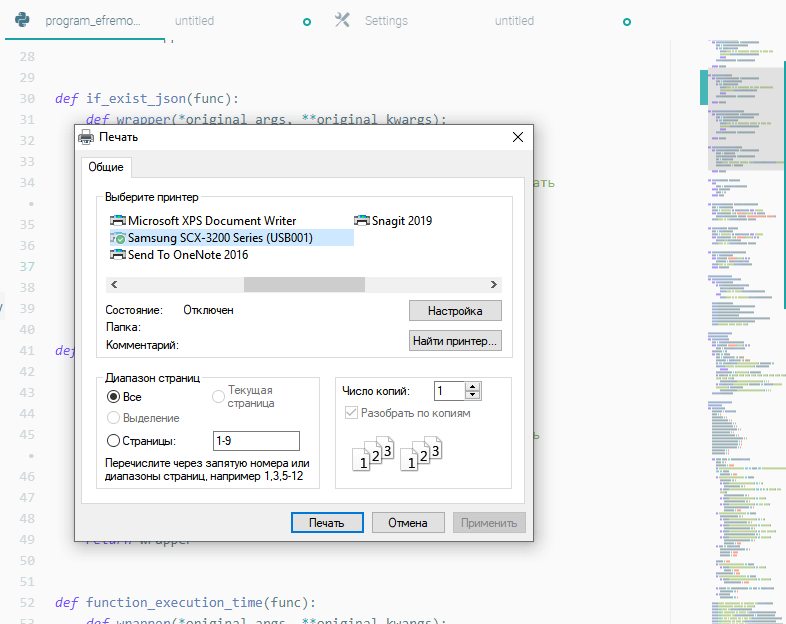 program_efremo...
untitled
Settings
untitled
28
29
30 def if_exist_json(func):
31 def wrapper(*original_args, **original_kwargs):
32
33
34 ать
35
36
37
38
39
40
41 de
42
43
44
45 ь
46
47
48
49 return wrapper
50
51
52 def function_execution_time(func):
53 def wrapper(*original_args, **original_kwargs):
Печать
Общие
Выберите принтер
Microsoft XPS Document Writer
Snagit 2019
Samsung SCX-3200 Series (USB001)
Send To OneNote 2016
Состояние: Отключен
Настройка
Папка:
Комментарий:
Найти принтер...
Диапазон страниц
Все
Текущая
страница
Выделение
Страницы: 1-9
Перечислите через запятую номера или
диапазоны страниц, например 1,3,5-12
Число копий: 1
Разобрать по копиям
1 2 3 1 2 3
Печать
Отмена
Применить